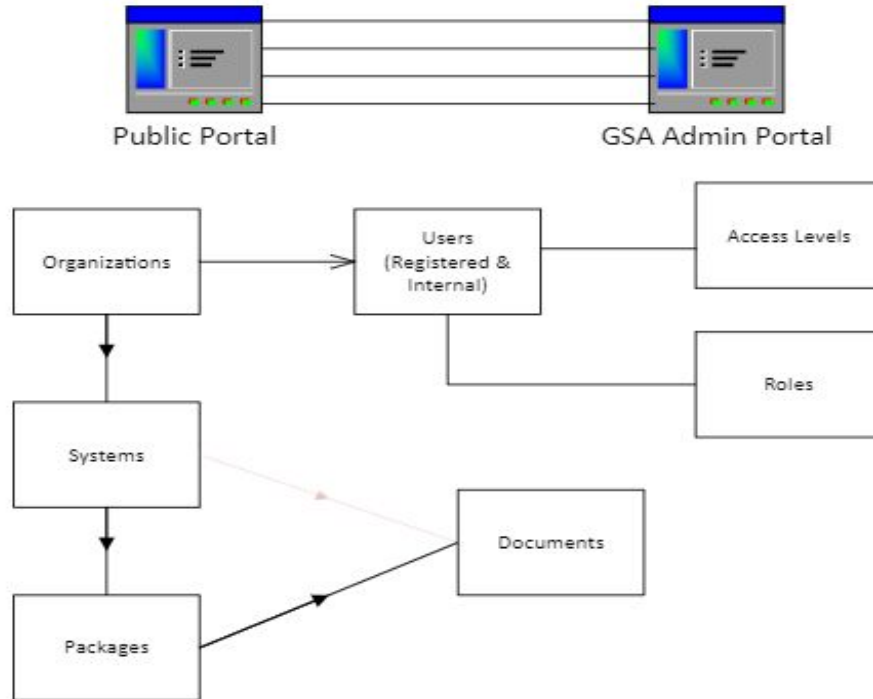 Public Portal
GSA Admin Portal
Organizations
Users
(Registered &
Internal)
Access Levels
Roles
Systems
Documents
Packages